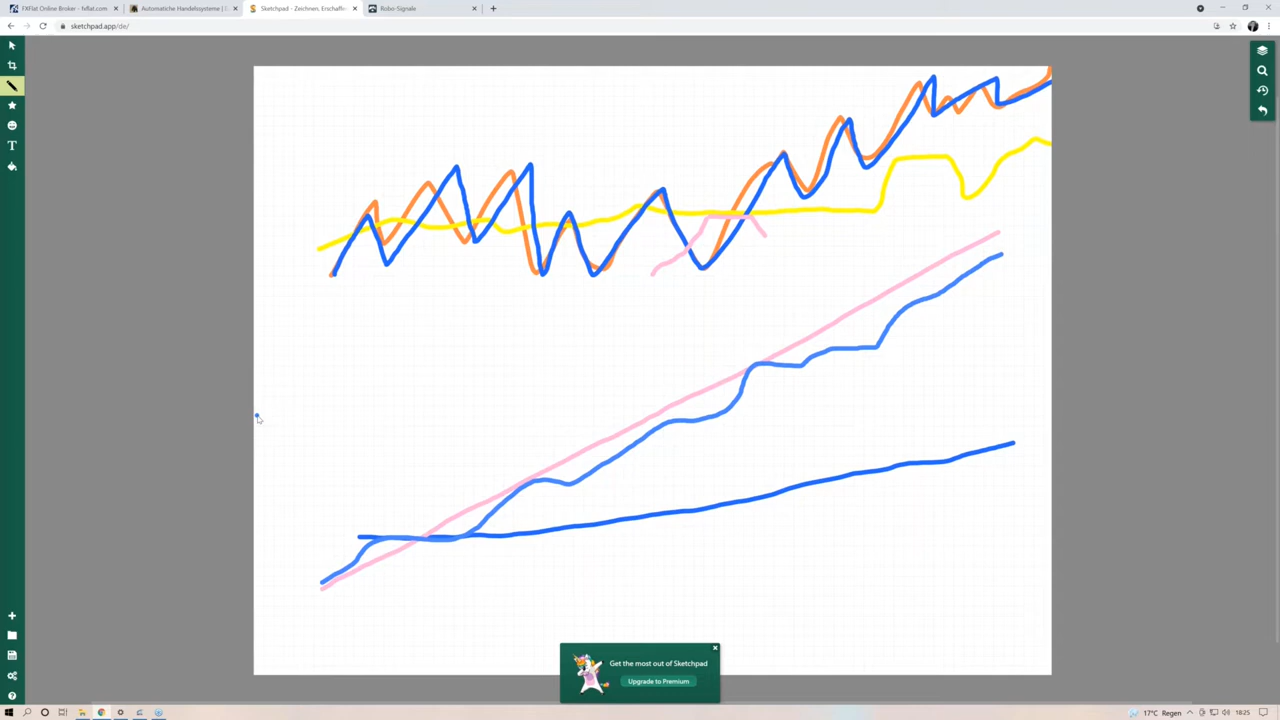 FXFlat Online Broker - fxflat.com
Automatische Handelssysteme | D
Sketchpad - Zeichnen, Erschaffe
Robo-Signale
sketchpad.app/de/
T
Get the most out of Sketchpad
Upgrade to Premium
17°C Regen
18:25